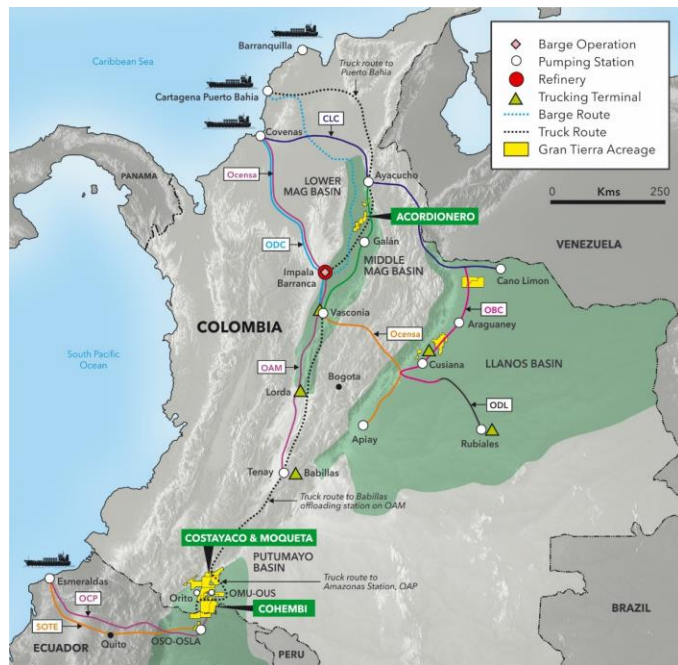 Caribbean Sea
Barranquilla
Truck route to
Puerto Bahia
Cartagena Puerto Bahia
Barge Operation
Pumping Station
Refinery
Trucking Terminal
Barge Route
Truck Route
Gran Tierra Acreage
Covenas
CLC
PANAMA
Ocensa
LOWER
MAG BASIN
Ayacucho
0
Kms
250
ACORDIONERO
ODC
Galán
VENEZUELA
MIDDLE
MAG BASIN
Impala
Barranca
Cano Limon
COLOMBIA
Vasconia
OBC
Ocensa
Araguaney
South Pacific
Ocean
OAM
Cusiana
LLANOS BASIN
Bogota
Lorda
ODL
Apiay
Rubiales
Tenay
Babillas
Truck route to Babillas
offloading station on OAM
COSTAYACO & MOQUETA
PUTUMAYO
BASIN
Esmeraldas
Truck route to
Amazonas Station, OAP
OCP
Orito
OMU-OUS
COHEMBI
BRAZIL
SOTE
Quito
OSO-OSLA
ECUADOR
PERU